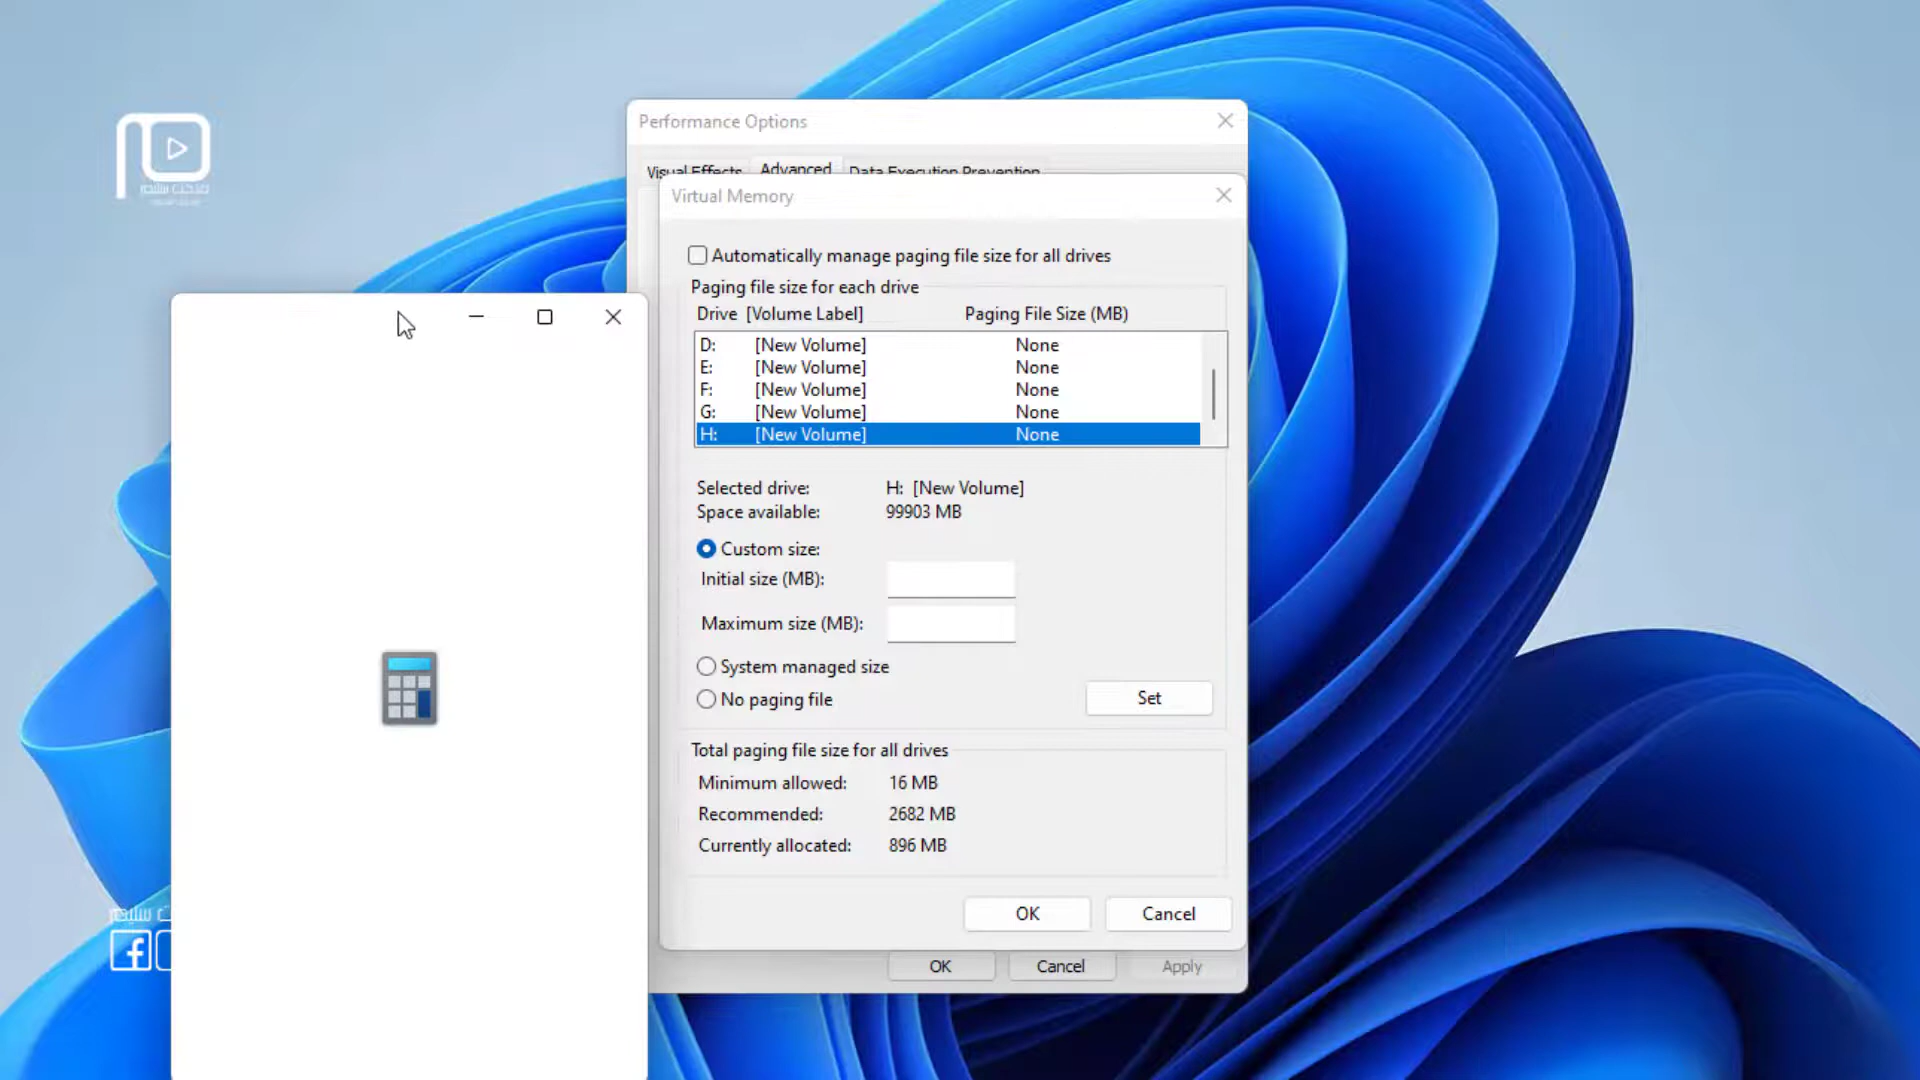 مدحت سليم
Performance Options
Visual Effects
Advanced
Data Execution Prevention
Virtual Memory
Automatically manage paging file size for all drives
Paging file size for each drive
Drive [Volume Label] Paging File Size (MB)
D: [New Volume] None
E: [New Volume] None
F: [New Volume] None
G: [New Volume] None
H: [New Volume] None
Selected drive: H: [New Volume]
Space available: 99903 MB
Custom size:
Initial size (MB):
Maximum size (MB):
System managed size
No paging file
Set
Total paging file size for all drives
Minimum allowed: 16 MB
Recommended: 2682 MB
Currently allocated: 896 MB
OK
Cancel
ت سليم
OK
Cancel
Apply